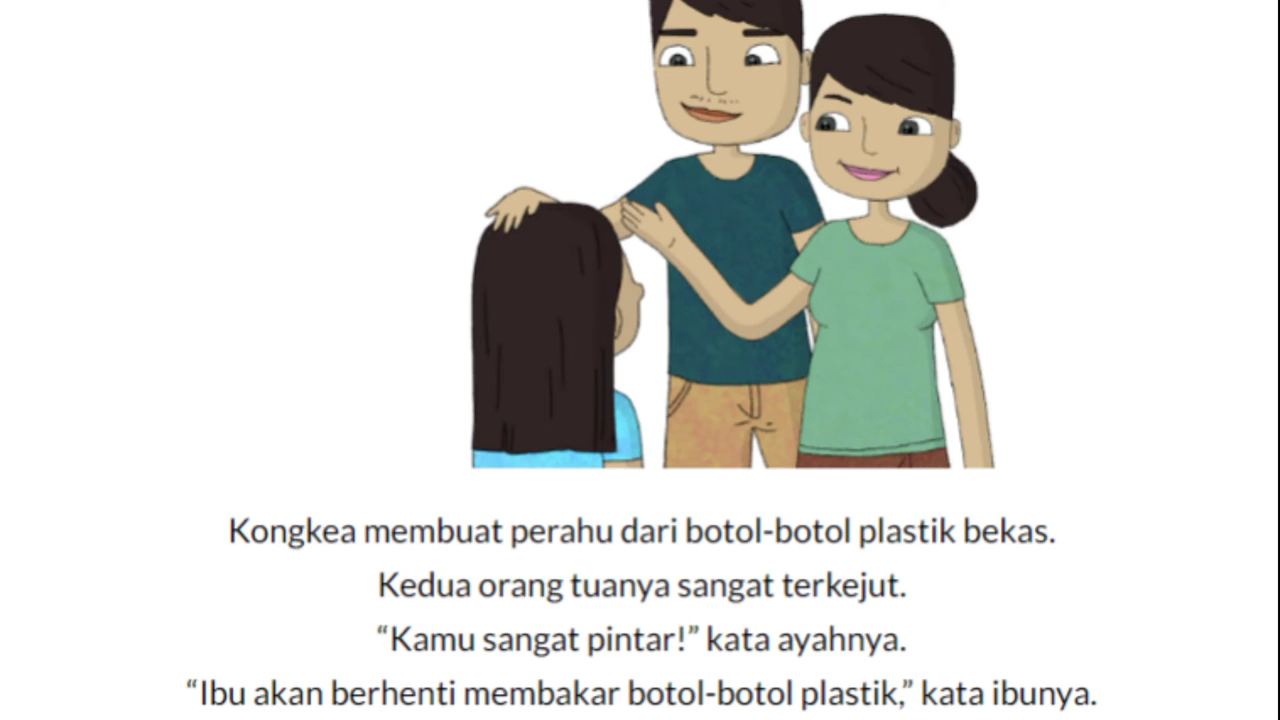 Kongkea membuat perahu dari botol-botol plastik bekas.
Kedua orang tuanya sangat terkejut.
“Kamu sangat pintar!” kata ayahnya.
“Ibu akan berhenti membakar botol-botol plastik,” kata ibunya.